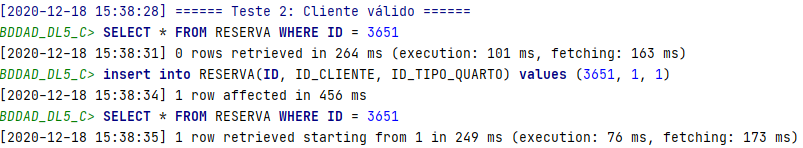 [2020-12-18 15:38:28] ====== Teste 2: Cliente válido ======
BDDAD_DL5_C> SELECT * FROM RESERVA WHERE ID = 3651
[2020-12-18 15:38:31] 0 rows retrieved in 264 ms (execution: 101 ms, fetching: 163 ms)
BDDAD_DL5_C> insert into RESERVA(ID, ID_CLIENTE, ID_TIPO_QUARTO) values (3651, 1, 1)
[2020-12-18 15:38:34] 1 row affected in 456 ms
BDDAD_DL5_C> SELECT * FROM RESERVA WHERE ID = 3651
[2020-12-18 15:38:35] 1 row retrieved starting from 1 in 249 ms (execution: 76 ms, fetching: 173 ms)